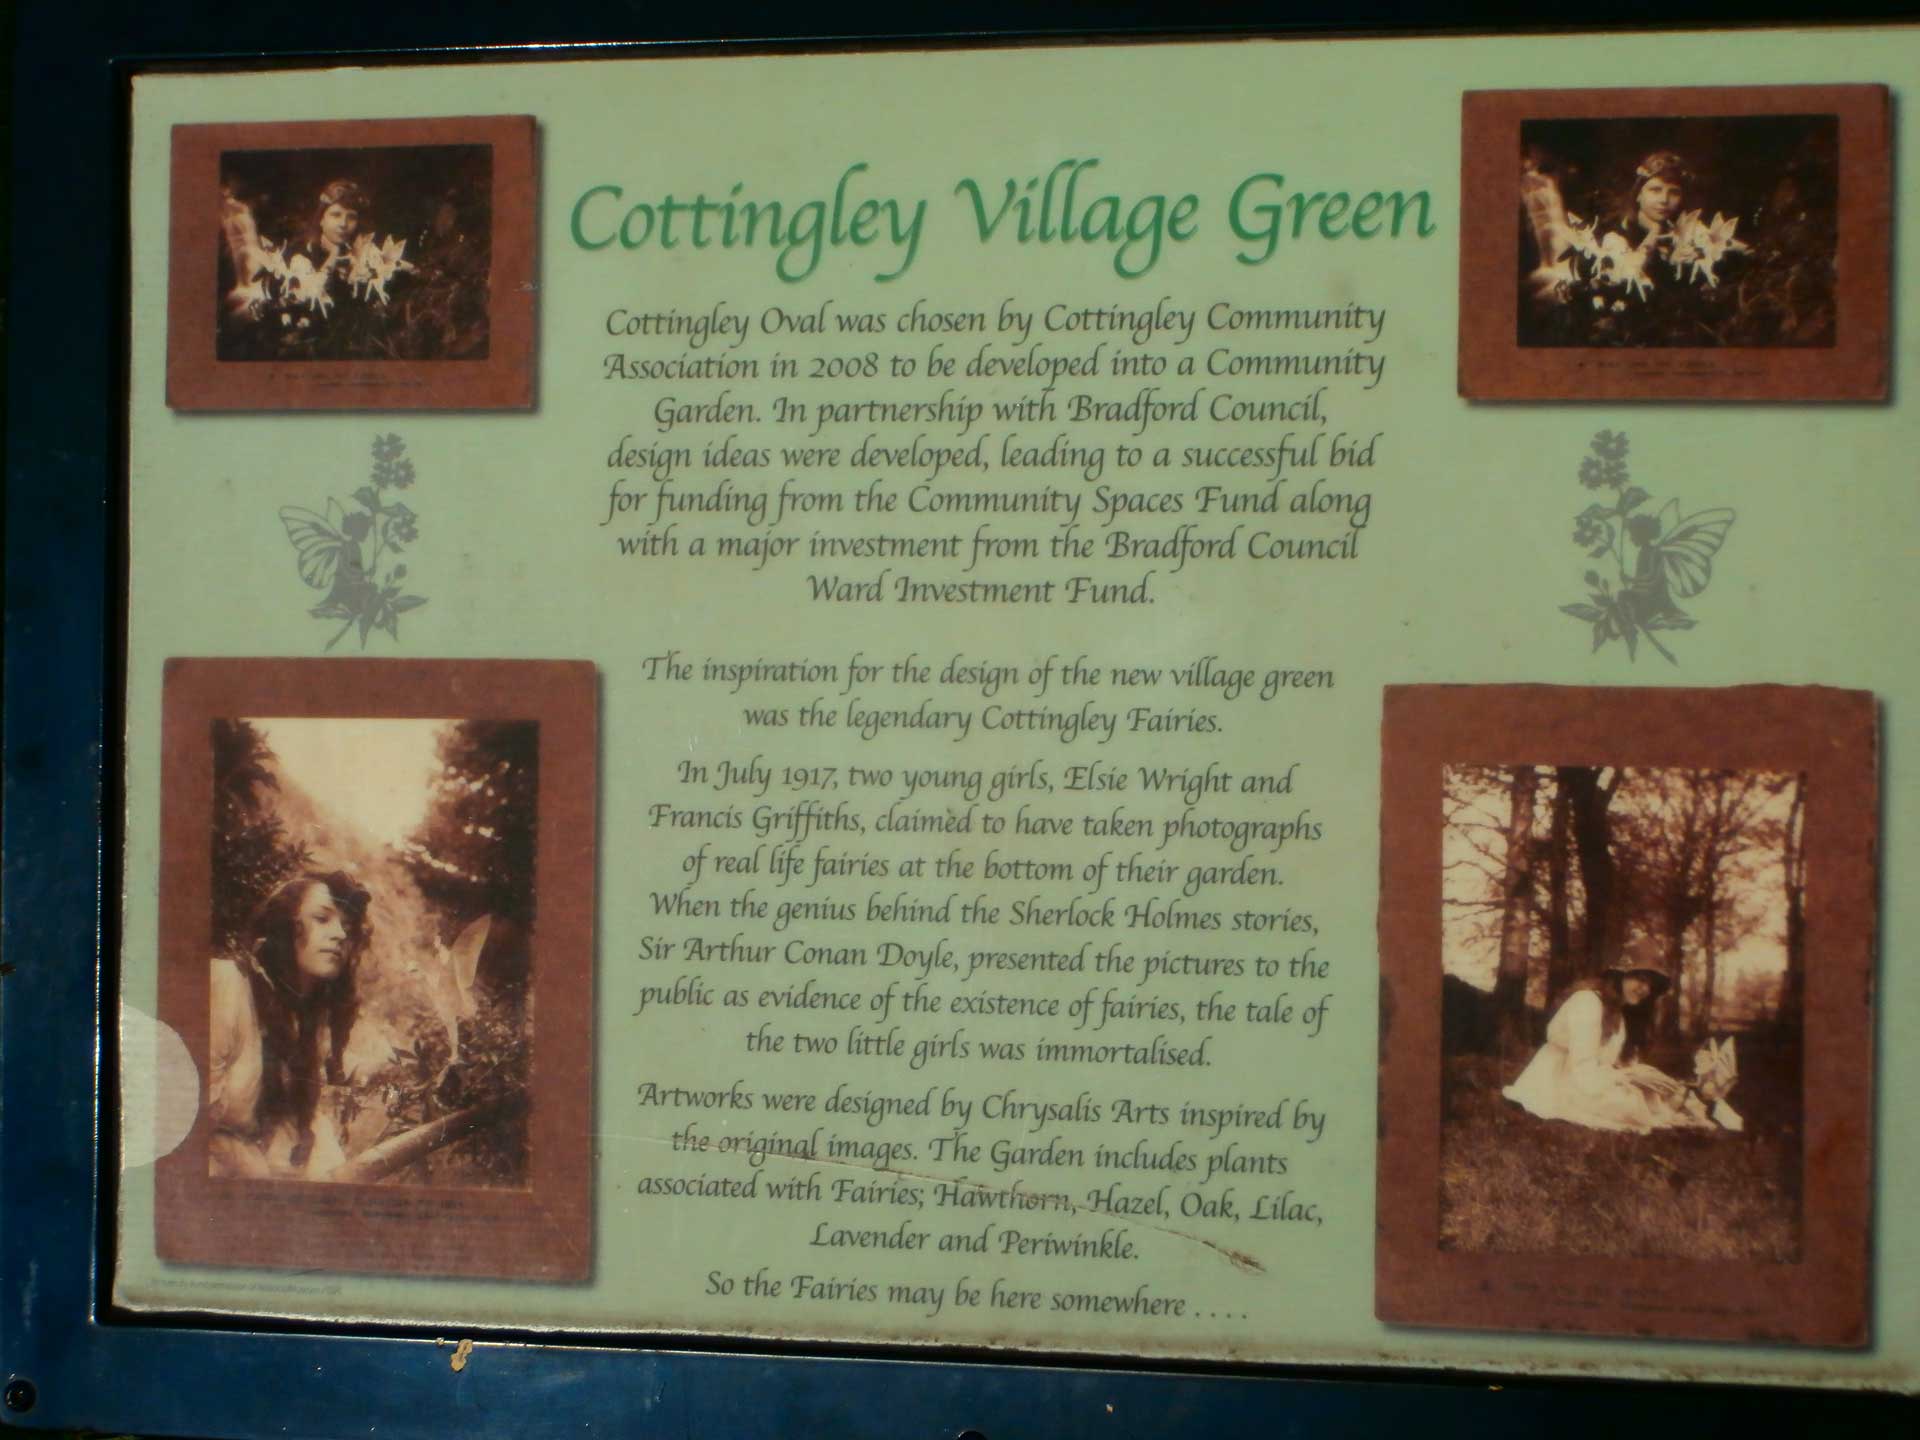 Cottingley Village Green
Cottingley Oval was chosen by Cottingley Community
Association in 2008 to be developed into a Community
Garden. In partnership with Bradford Council,
design ideas were developed, leading to a successful bid
for funding from the Community Spaces Fund along
with a major investment from the Bradford Council
Ward Investment Fund.
The inspiration for the design of the new village green
was the legendary Cottingley Fairies.
In July 1917, two young girls, Elsie Wright and
Francis Griffiths, claimed to have taken photographs
of real life fairies at the bottom of their garden.
When the genius behind the Sherlock Holmes stories,
Sir Arthur Conan Doyle, presented the pictures to the
public as evidence of the existence of fairies, the tale of
the two little girls was immortalised.
Artworks were designed by Chrysalis Arts inspired by
the original images. The Garden includes plants
associated with Fairies; Hawthorn, Hazel, Oak, Lilac,
Lavender and Periwinkle.
So the Fairies may be here somewhere . . . .